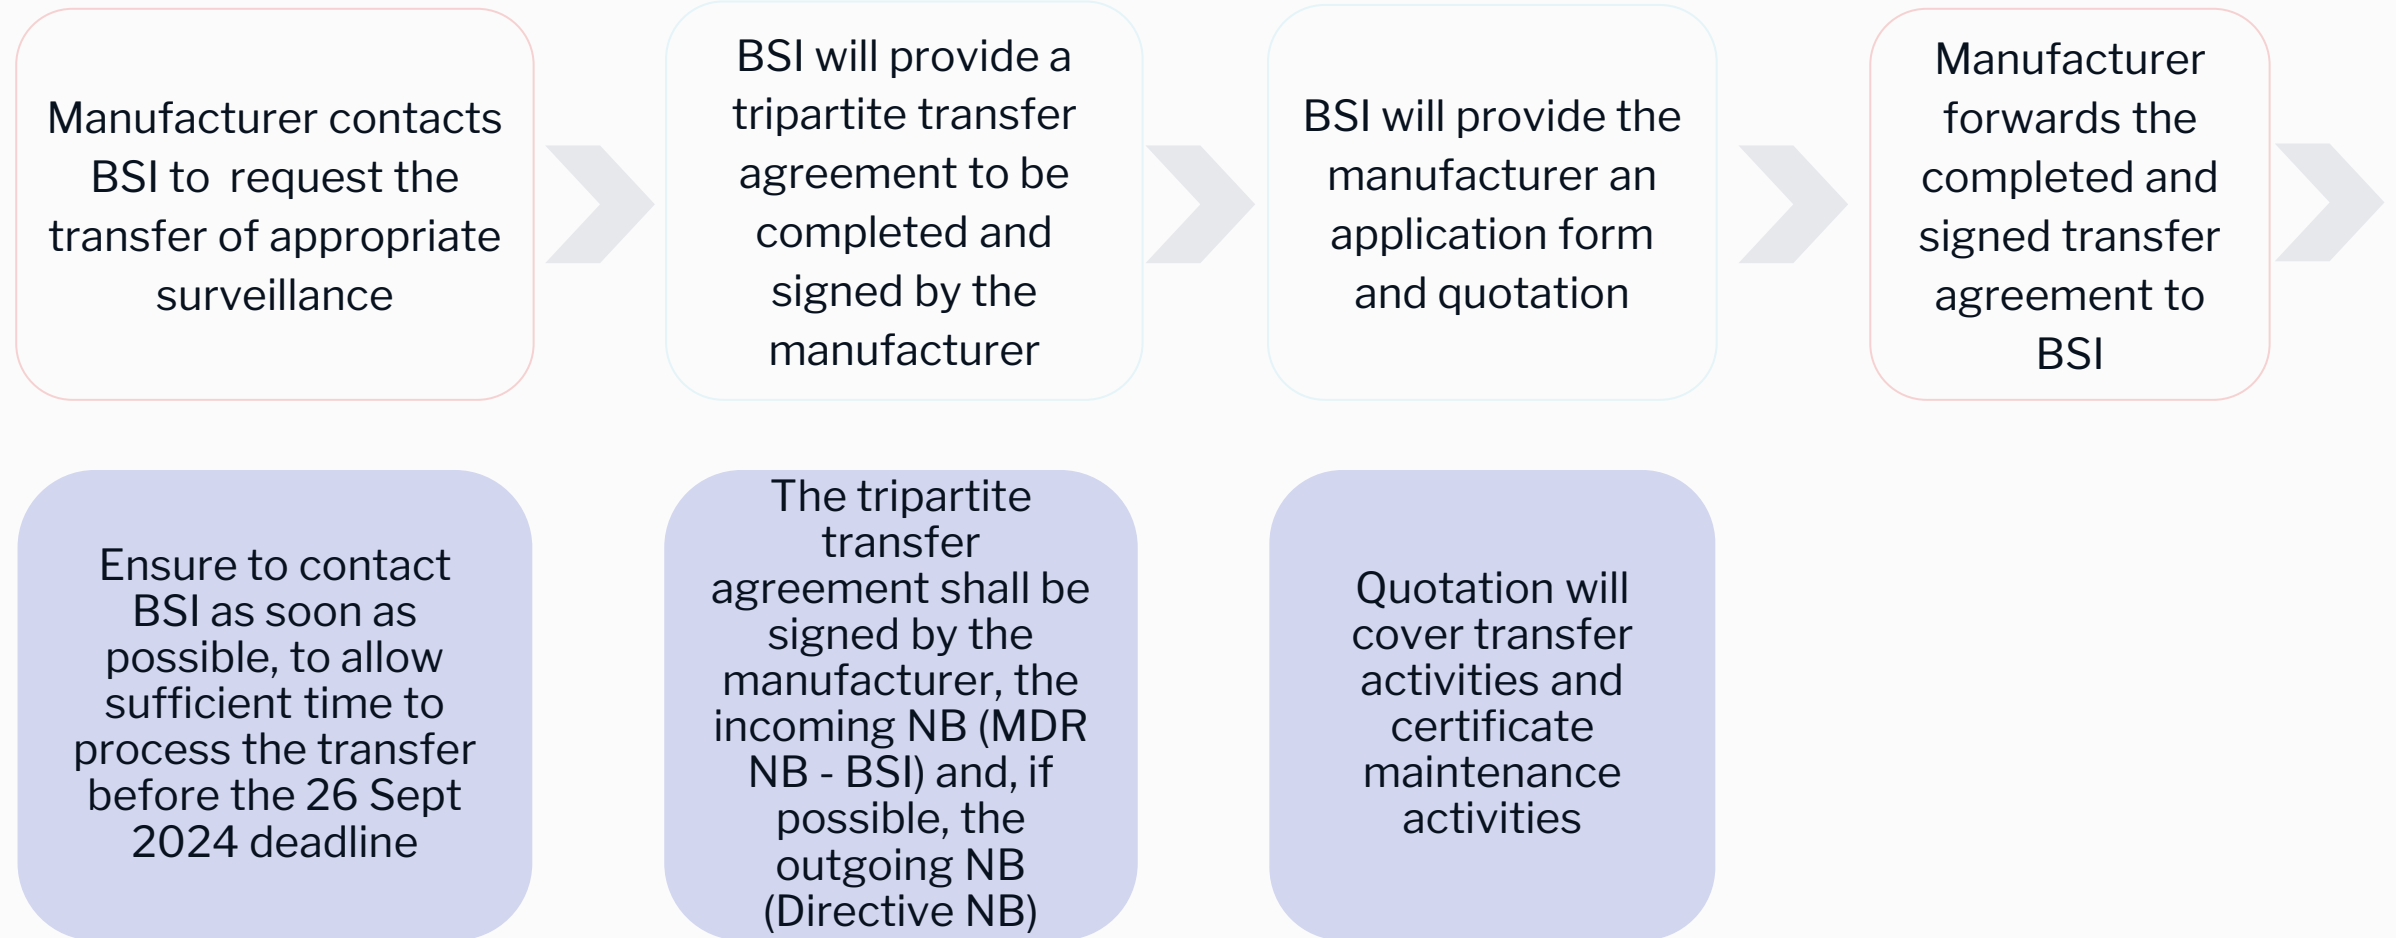 Manufacturer contacts
BSI to  request the
transfer of appropriate
surveillance
BSI will provide a
tripartite transfer
agreement to be
completed and
signed by the
manufacturer
BSI will provide the
manufacturer an
application form
and quotation
Manufacturer
forwards the
completed and
signed transfer
agreement to
BSI
Ensure to contact
BSI as soon as
possible, to allow
sufficient time to
process the transfer
before the 26 Sept
2024 deadline
The tripartite
transfer
agreement shall be
signed by the
manufacturer, the
incoming NB (MDR
NB - BSI) and, if
possible, the
outgoing NB
(Directive NB)
Quotation will
cover transfer
activities and
certificate
maintenance
activities